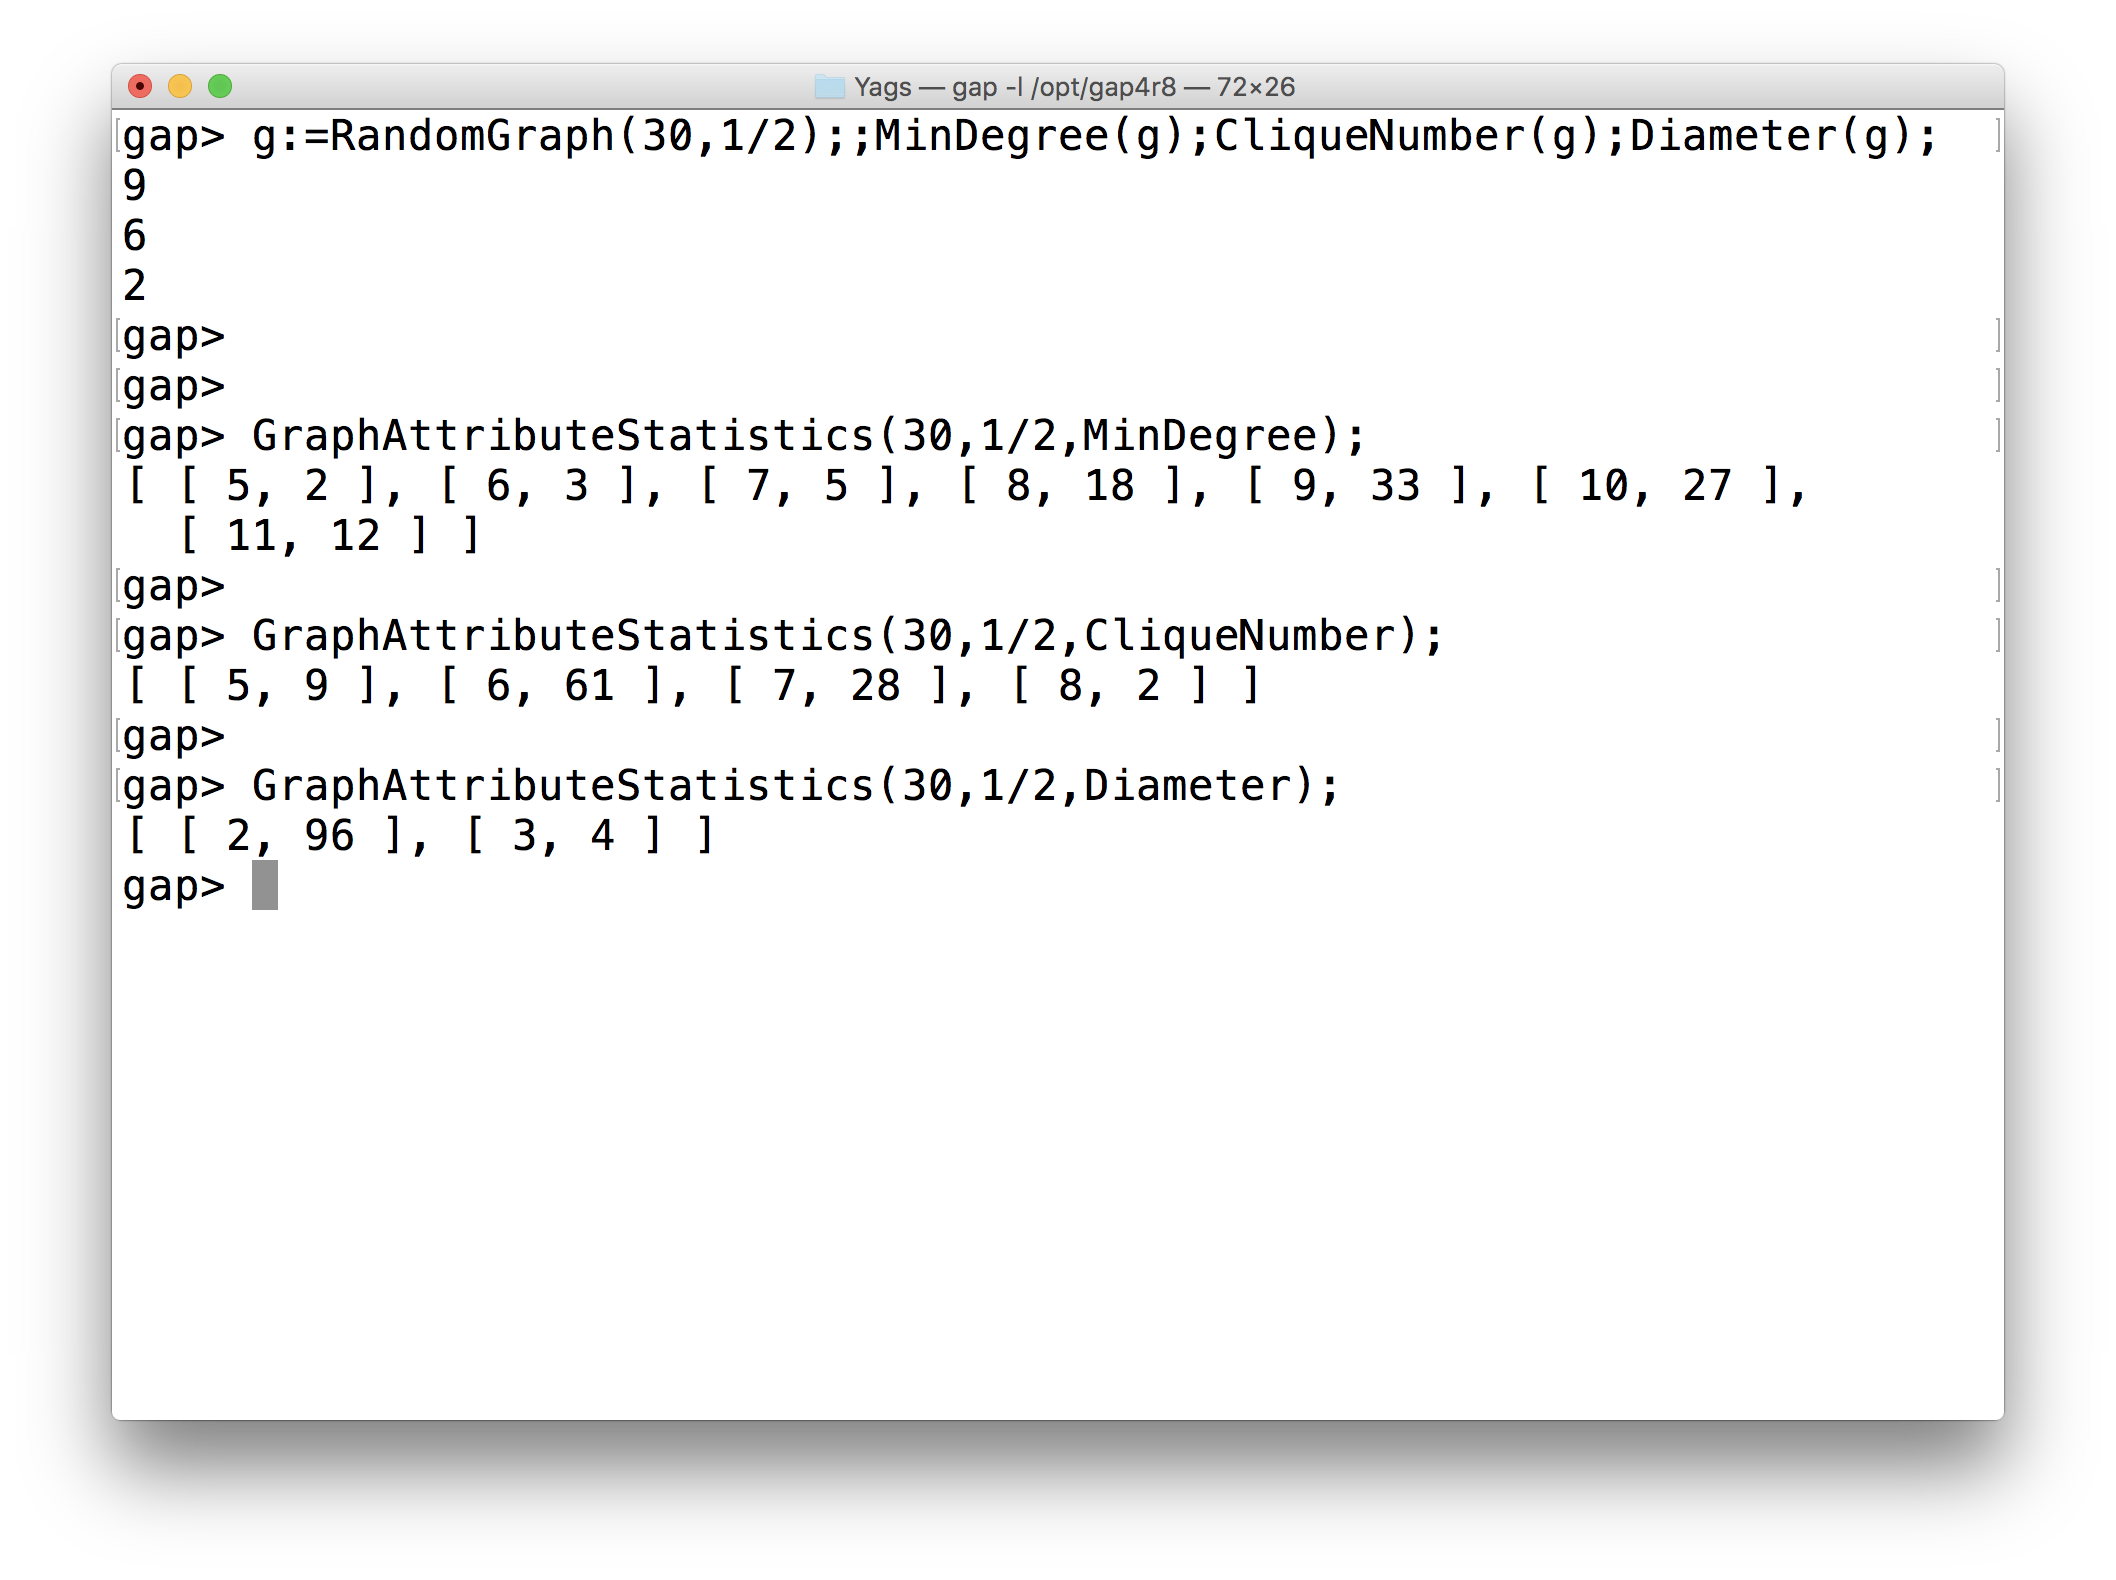 Yags — gap -l /opt/gap4r8 — 72×26
gap> g:=RandomGraph(30,1/2);;MinDegree(g);CliqueNumber(g);Diameter(g);
9
6
2
gap>
gap>
gap> GraphAttributeStatistics(30,1/2,MinDegree);
[ [ 5, 2 ], [ 6, 3 ], [ 7, 5 ], [ 8, 18 ], [ 9, 33 ], [ 10, 27 ],
  [ 11, 12 ] ]
gap>
gap> GraphAttributeStatistics(30,1/2,CliqueNumber);
[ [ 5, 9 ], [ 6, 61 ], [ 7, 28 ], [ 8, 2 ] ]
gap>
gap> GraphAttributeStatistics(30,1/2,Diameter);
[ [ 2, 96 ], [ 3, 4 ] ]
gap>